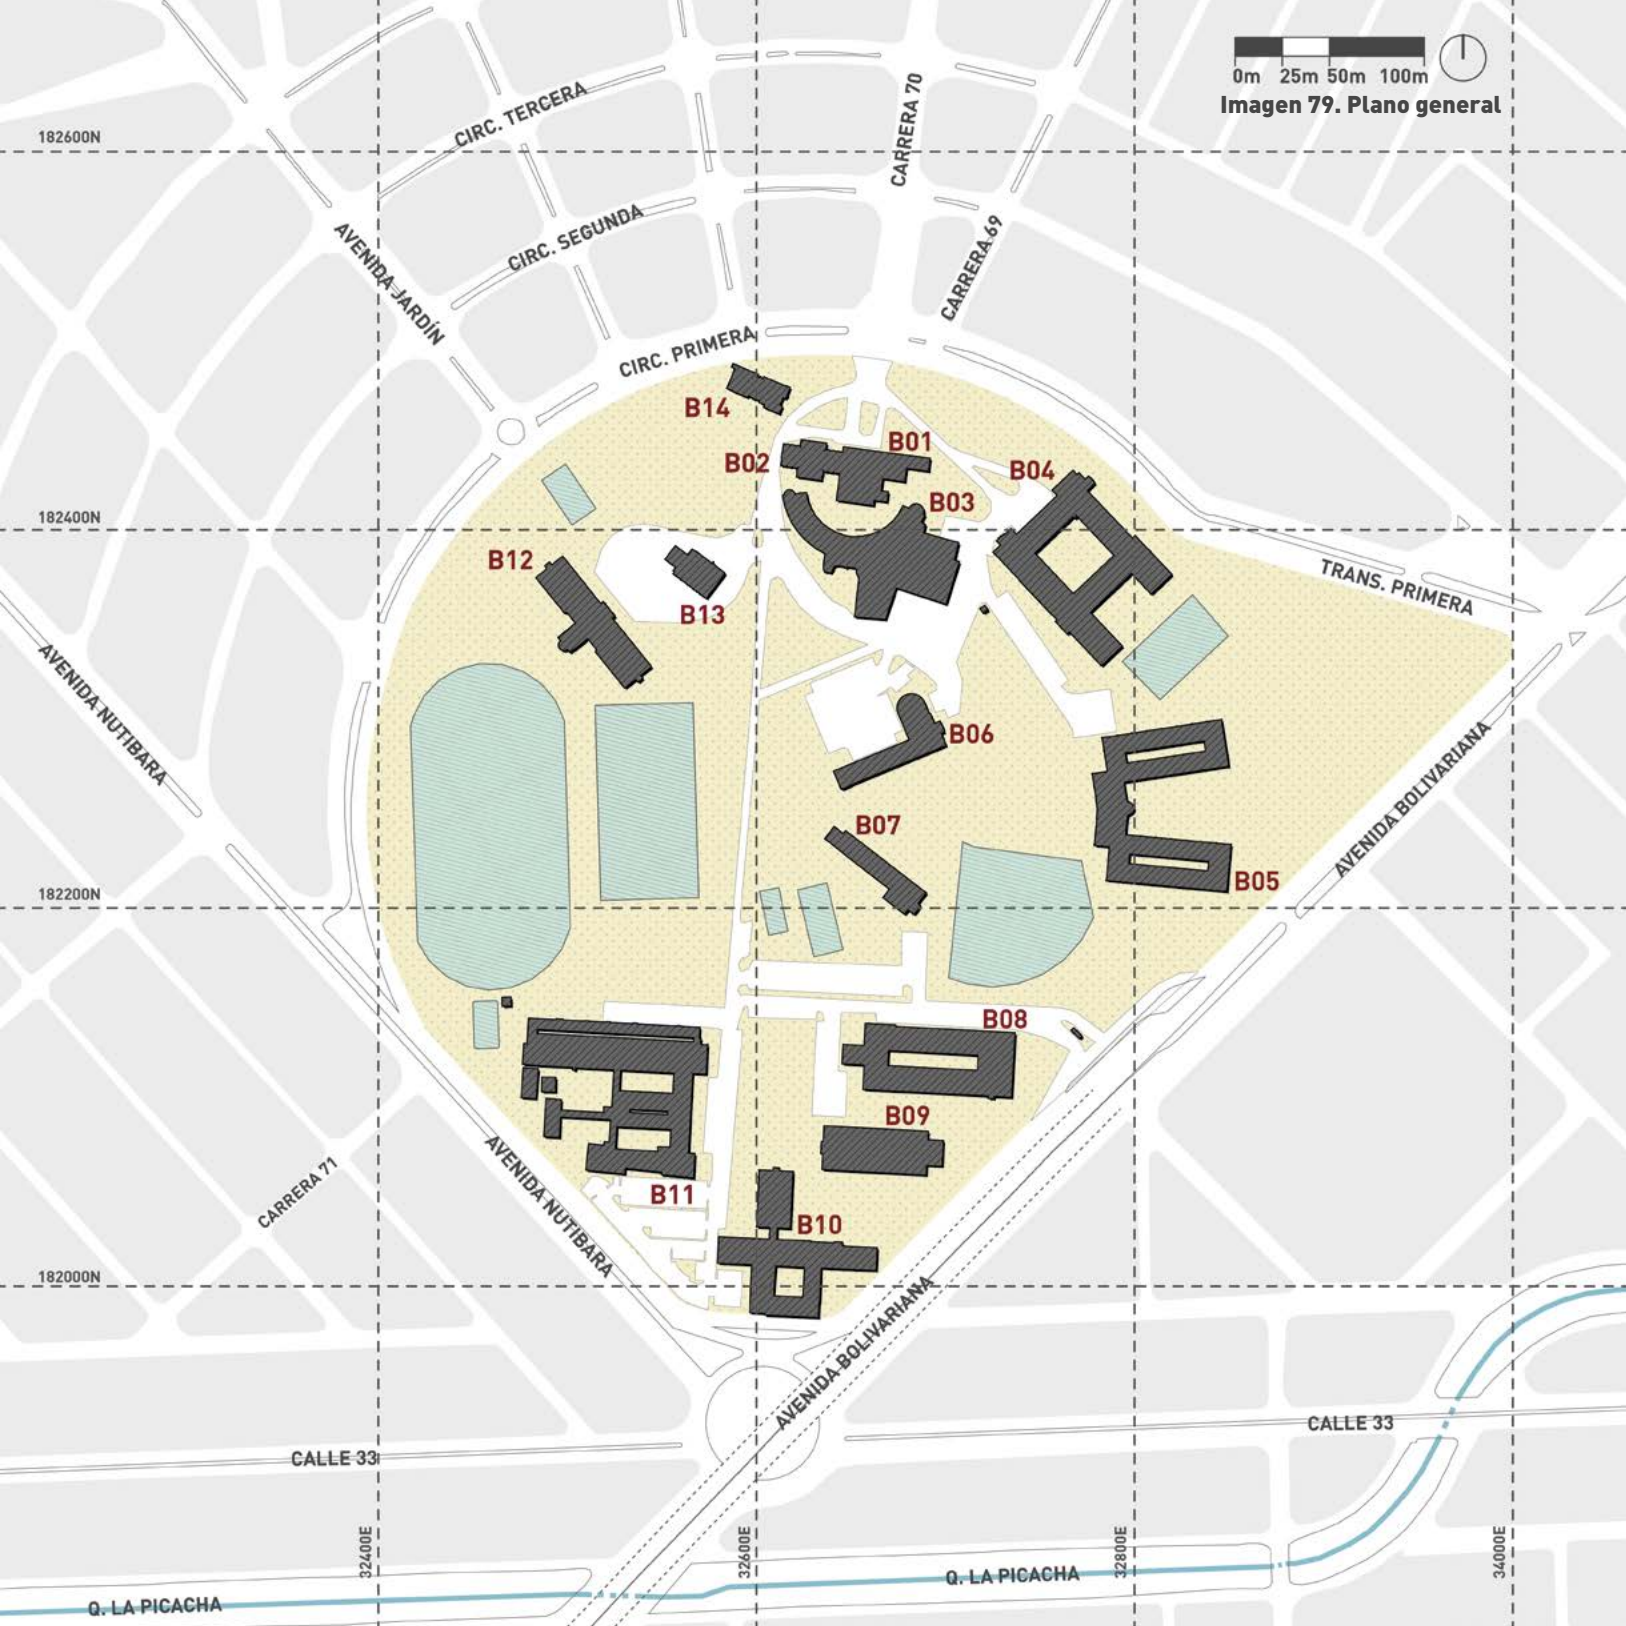 0m 25m 50m 100m
Imagen 79. Plano general
CARRERA 70
CIRC. TERCERA
182600N
CIRC. SEGUNDA
CARRERA 69
AVENIDA JARDÍN
CIRC. PRIMERA
B14
B01
B02
B04
B03
182400N
B12
TRANS. PRIMERA
B13
AVENIDA NUTIBARA
B06
AVENIDA BOLIVARIANA
B07
B05
182200N
B08
B09
AVENIDA NUTIBARA
CARRERA 71
B11
B10
182000N
AVENIDA BOLIVARIANA
CALLE 33
CALLE 33
32400E
32600E
32800E
34000E
Q. LA PICACHA
Q. LA PICACHA